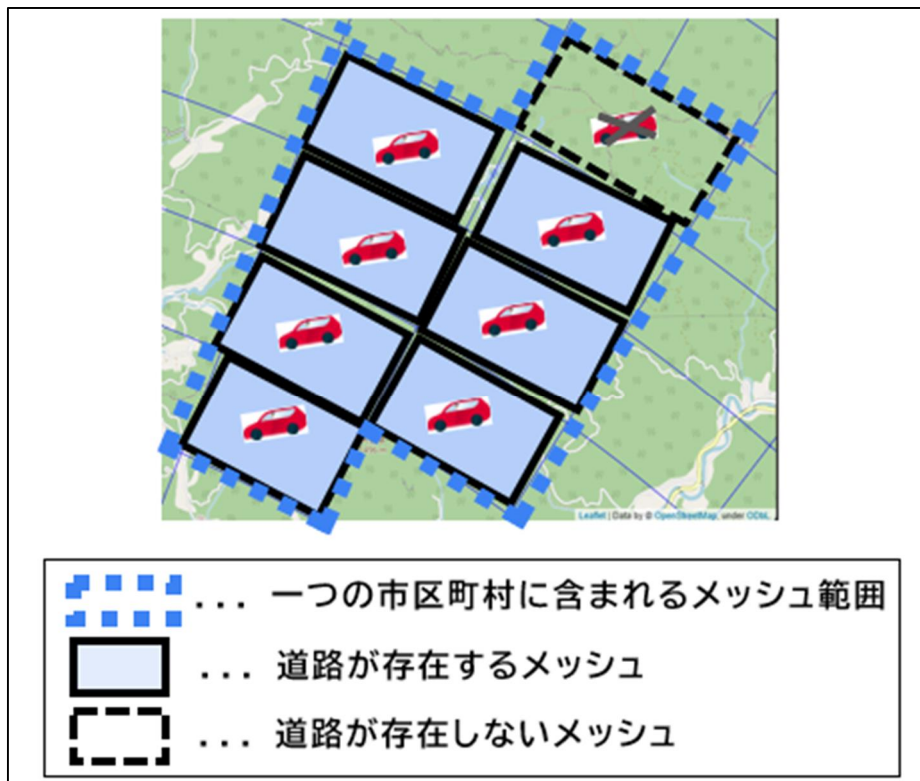 Leaflet | Data by © OpenStreetMap, under ODbL.
... 一つの市区町村に含まれるメッシュ範囲
... 道路が存在するメッシュ
... 道路が存在しないメッシュ